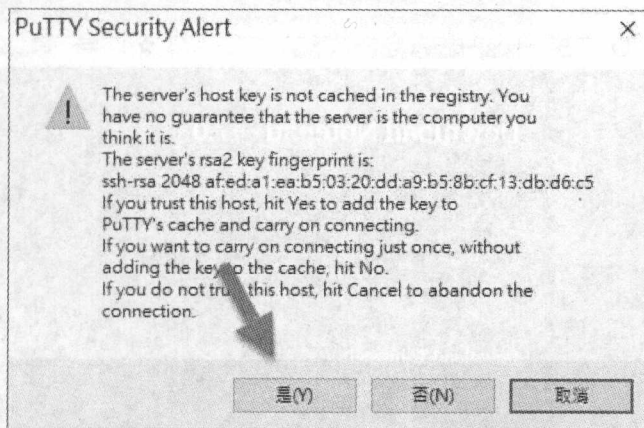 PuTTY Security Alert
The server's host key is not cached in the registry. You
have no guarantee that the server is the computer you
think it is.
The server's rsa2 key fingerprint is:
ssh-rsa 2048 af:ed:a1:ea:b5:03:20:dd:a9:b5:8b:cf:13:db:d6:c5
If you trust this host, hit Yes to add the key to
PuTTY's cache and carry on connecting.
If you want to carry on connecting just once, without
adding the key to the cache, hit No.
If you do not trust this host, hit Cancel to abandon the
connection.
是(Y) 否(N) 取消